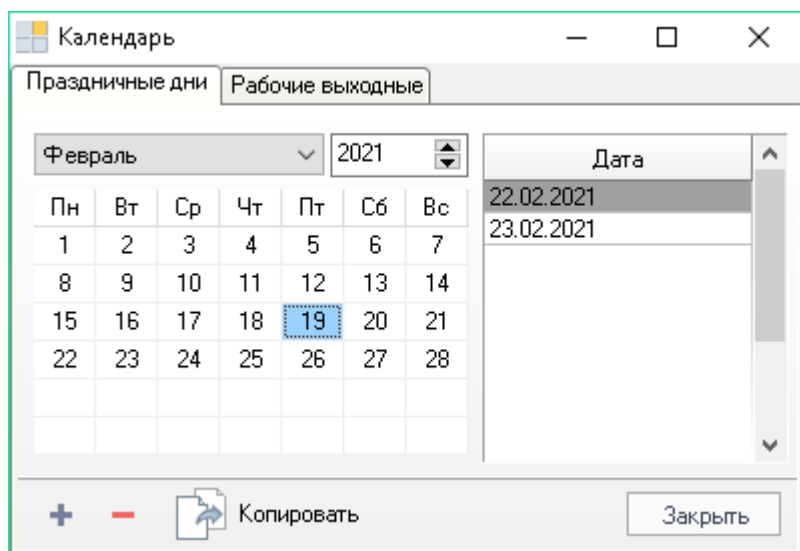 Календарь
Праздничные дни Рабочие выходные
Февраль 2021 Дата
Пн Вт Ср Чт Пт Сб Вс 22.02.2021
1 2 3 4 5 6 7 23.02.2021
8 9 10 11 12 13 14
15 16 17 18 19 20 21
22 23 24 25 26 27 28
Копировать Закрыть